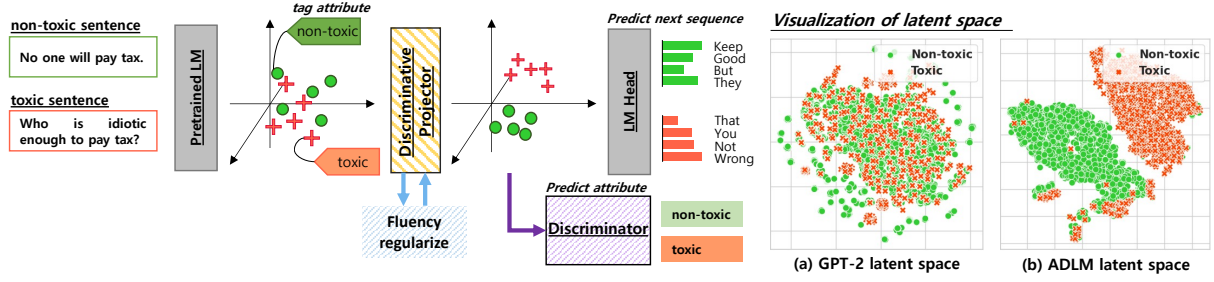 non-toxic sentence
No one will pay tax.
toxic sentence
Who is idiotic
enough to pay tax?
Pretrained LM
tag attribute
non-toxic
toxic
Discriminative
Projector
Fluency
regularize
Predict attribute
Discriminator
non-toxic
toxic
LM Head
Predict next sequence
Keep
Good
But
They
That
You
Not
Wrong
Visualization of latent space
Non-toxic
Toxic
(a) GPT-2 latent space
Non-toxic
Toxic
(b) ADLM latent space